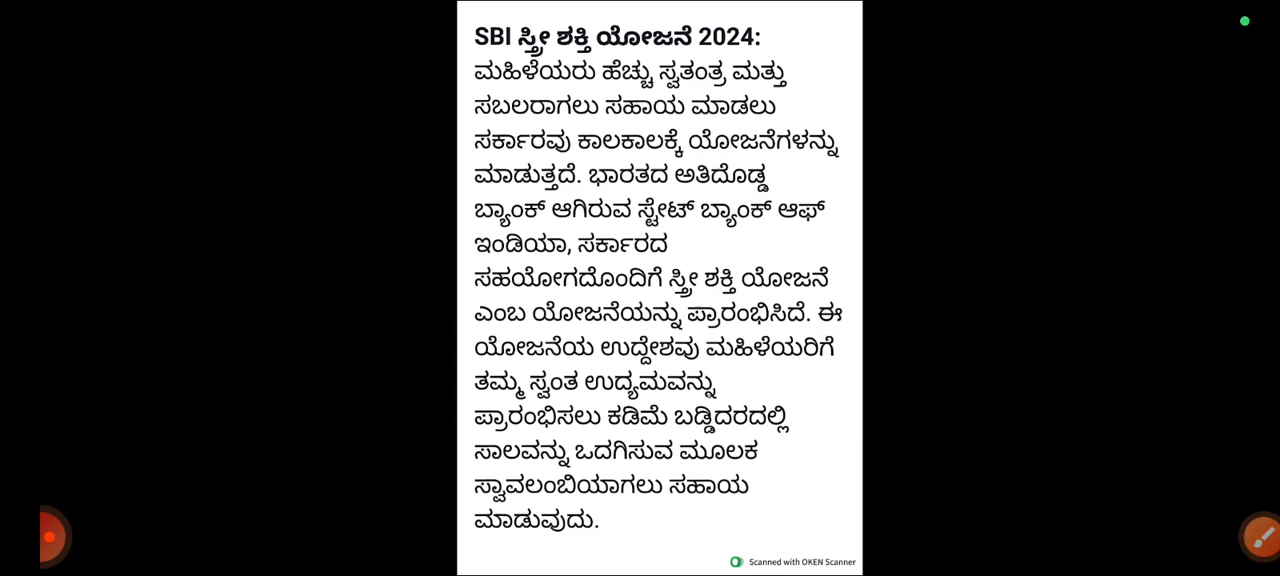 SBI ಸ್ತ್ರೀ ಶಕ್ತಿ ಯೋಜನೆ 2024:
ಮಹಿಳೆಯರು ಹೆಚ್ಚು ಸ್ವತಂತ್ರ ಮತ್ತು
ಸಬಲರಾಗಲು ಸಹಾಯ ಮಾಡಲು
ಸರ್ಕಾರವು ಕಾಲಕಾಲಕ್ಕೆ ಯೋಜನೆಗಳನ್ನು
ಮಾಡುತ್ತದೆ. ಭಾರತದ ಅತಿದೊಡ್ಡ
ಬ್ಯಾಂಕ್ ಆಗಿರುವ ಸ್ಟೇಟ್ ಬ್ಯಾಂಕ್ ಆಫ್
ಇಂಡಿಯಾ, ಸರ್ಕಾರದ
ಸಹಯೋಗದೊಂದಿಗೆ ಸ್ತ್ರೀ ಶಕ್ತಿ ಯೋಜನೆ
ಎಂಬ ಯೋಜನೆಯನ್ನು ಪ್ರಾರಂಭಿಸಿದೆ. ಈ
ಯೋಜನೆಯ ಉದ್ದೇಶವು ಮಹಿಳೆಯರಿಗೆ
ತಮ್ಮ ಸ್ವಂತ ಉದ್ಯಮವನ್ನು
ಪ್ರಾರಂಭಿಸಲು ಕಡಿಮೆ ಬಡ್ಡಿದರದಲ್ಲಿ
ಸಾಲವನ್ನು ಒದಗಿಸುವ ಮೂಲಕ
ಸ್ವಾವಲಂಬಿಯಾಗಲು ಸಹಾಯ
ಮಾಡುವುದು.
Scanned with OKEN Scanner